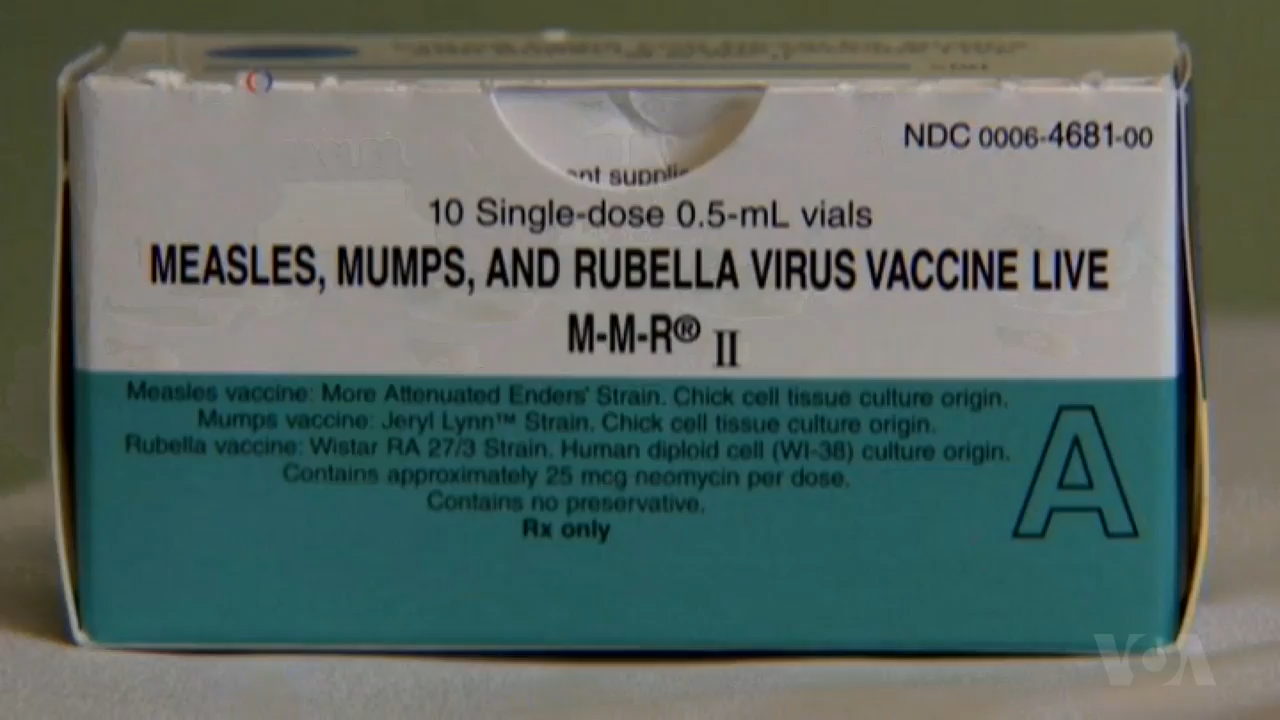 NDC 0006-4681-00
10 Single-dose 0.5-mL vials
MEASLES, MUMPS, AND RUBELLA VIRUS VACCINE LIVE
M-M-R® II
Measles vaccine: More Attenuated Enders' Strain. Chick cell tissue culture origin.
Mumps vaccine: Jeryl Lynn™ Strain. Chick cell tissue culture origin.
Rubella vaccine: Wistar RA 27/3 Strain. Human diploid cell (WI-38) culture origin.
Contains approximately 25 mcg neomycin per dose.
Contains no preservative.
Rx only
A
VOA